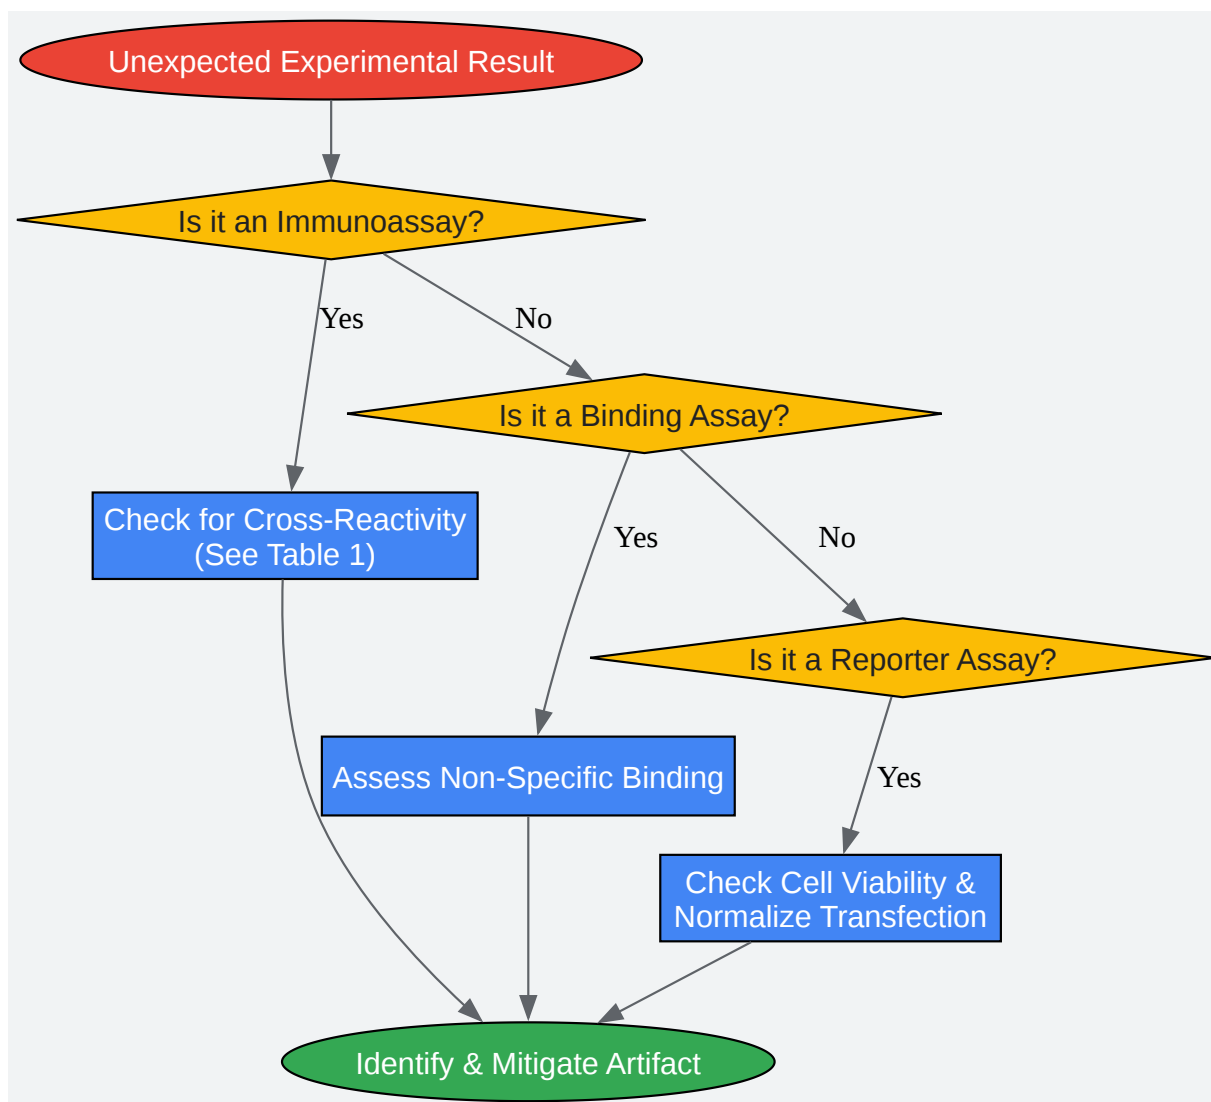 Unexpected Experimental Result
Is it an Immunoassay?
Yes
No
Is it a Binding Assay?
Check for Cross-Reactivity
(See Table 1)
Yes
No
Is it a Reporter Assay?
Assess Non-Specific Binding
Yes
Check Cell Viability &
Normalize Transfection
Identify & Mitigate Artifact